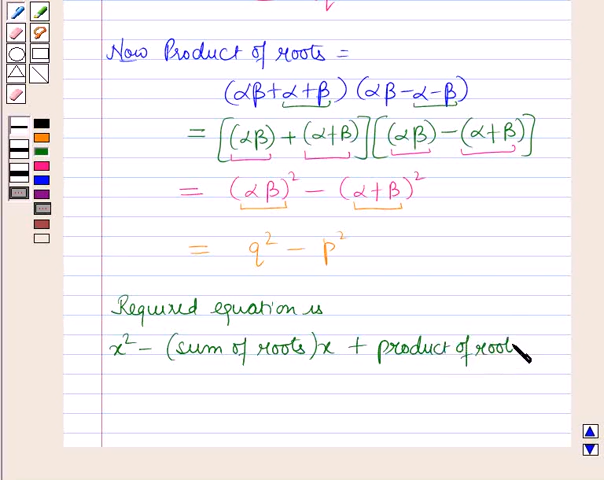 q
Now Product of roots =
(αβ+α+β) (αβ-α-β)
= [(αβ)+(α+β)][(αβ)-(α+β)]
= (αβ)² - (α+β)²
= q² - p²
Required equation is
x² - (sum of roots)x + product of root